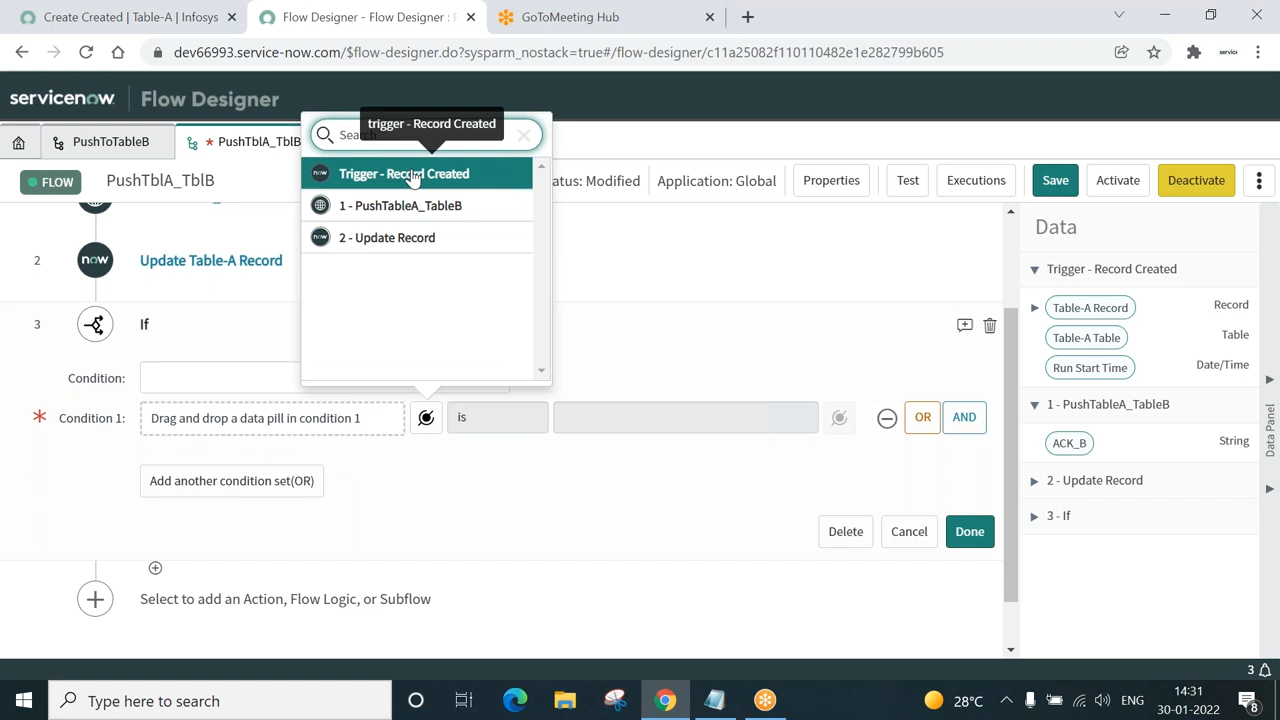 Create Created | Table-A | Infosys
Flow Designer - Flow Designer : F
GoToMeeting Hub
dev66993.service-now.com/$flow-designer.do?sysparm_nostack=true#/flow-designer/c11a25082f110110482e1e282799b605
servicenow
Flow Designer
PushToTableB
* PushTblA_TblB
FLOW
PushTblA_TblB
atus: Modified
Application: Global
Properties
Test
Executions
Save
Activate
Deactivate
trigger - Record Created
Search
Trigger - Record Created
1 - PushTableA_TableB
2 - Update Record
2
now
Update Table-A Record
3
If
Condition:
* Condition 1:
Drag and drop a data pill in condition 1
is
OR
AND
Add another condition set(OR)
Delete
Cancel
Done
Select to add an Action, Flow Logic, or Subflow
Data
Trigger - Record Created
Table-A Record
Record
Table-A Table
Table
Run Start Time
Date/Time
1 - PushTableA_TableB
ACK_B
String
2 - Update Record
3 - If
Data Panel
3
Type here to search
28°C
ENG
14:31
30-01-2022
8